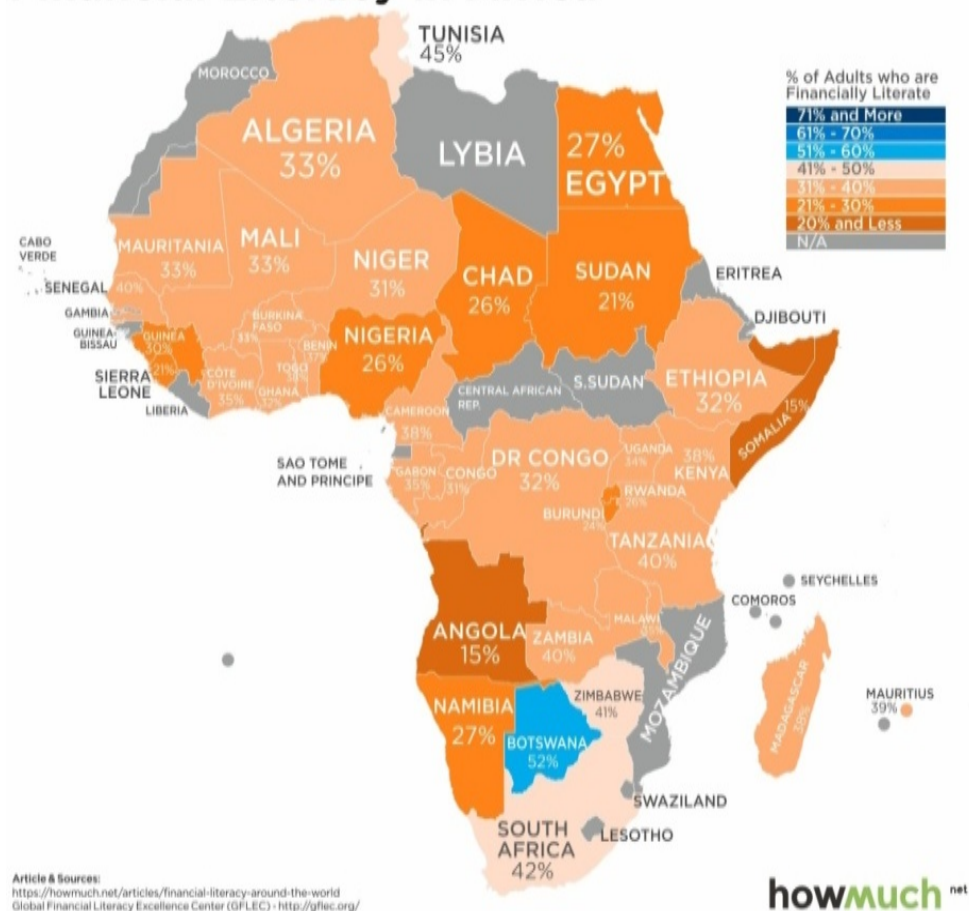 TUNISIA
45%
MOROCCO
ALGERIA
33%
LYBIA
27%
EGYPT
% of Adults who are
Financially Literate
71% and More
61% - 70%
51% - 60%
41% - 50%
31% - 40%
21% - 30%
20% and Less
N/A
CABO
VERDE
MAURITANIA
33%
MALI
33%
NIGER
31%
CHAD
26%
SUDAN
21%
ERITREA
SENEGAL 40%
GAMBIA
GUINEA-
BISSAU
GUINEA
30%
BURKINA
FASO
33%
BENIN
37%
NIGERIA
26%
DJIBOUTI
SIERRA
LEONE
21%
LIBERIA
CÔTE
D'IVOIRE
35%
GHANA
32%
TOGO
38%
CENTRAL AFRICAN
REP.
S.SUDAN
ETHIOPIA
32%
SOMALIA 15%
CAMEROON
38%
SAO TOME
AND PRINCIPE
GABON
35%
CONGO
31%
DR CONGO
32%
UGANDA
34%
38%
KENYA
RWANDA
26%
BURUNDI
24%
TANZANIA
40%
SEYCHELLES
COMOROS
ANGOLA
15%
ZAMBIA
40%
MALAWI
35%
MOZAMBIQUE
MADAGASCAR
38%
MAURITIUS
39%
NAMIBIA
27%
BOTSWANA
52%
ZIMBABWE
41%
SWAZILAND
SOUTH
AFRICA
42%
LESOTHO
Article & Sources:
https://howmuch.net/articles/financial-literacy-around-the-world
Global Financial Literacy Excellence Center (GFLEC) - http://gflec.org/
howmuch net